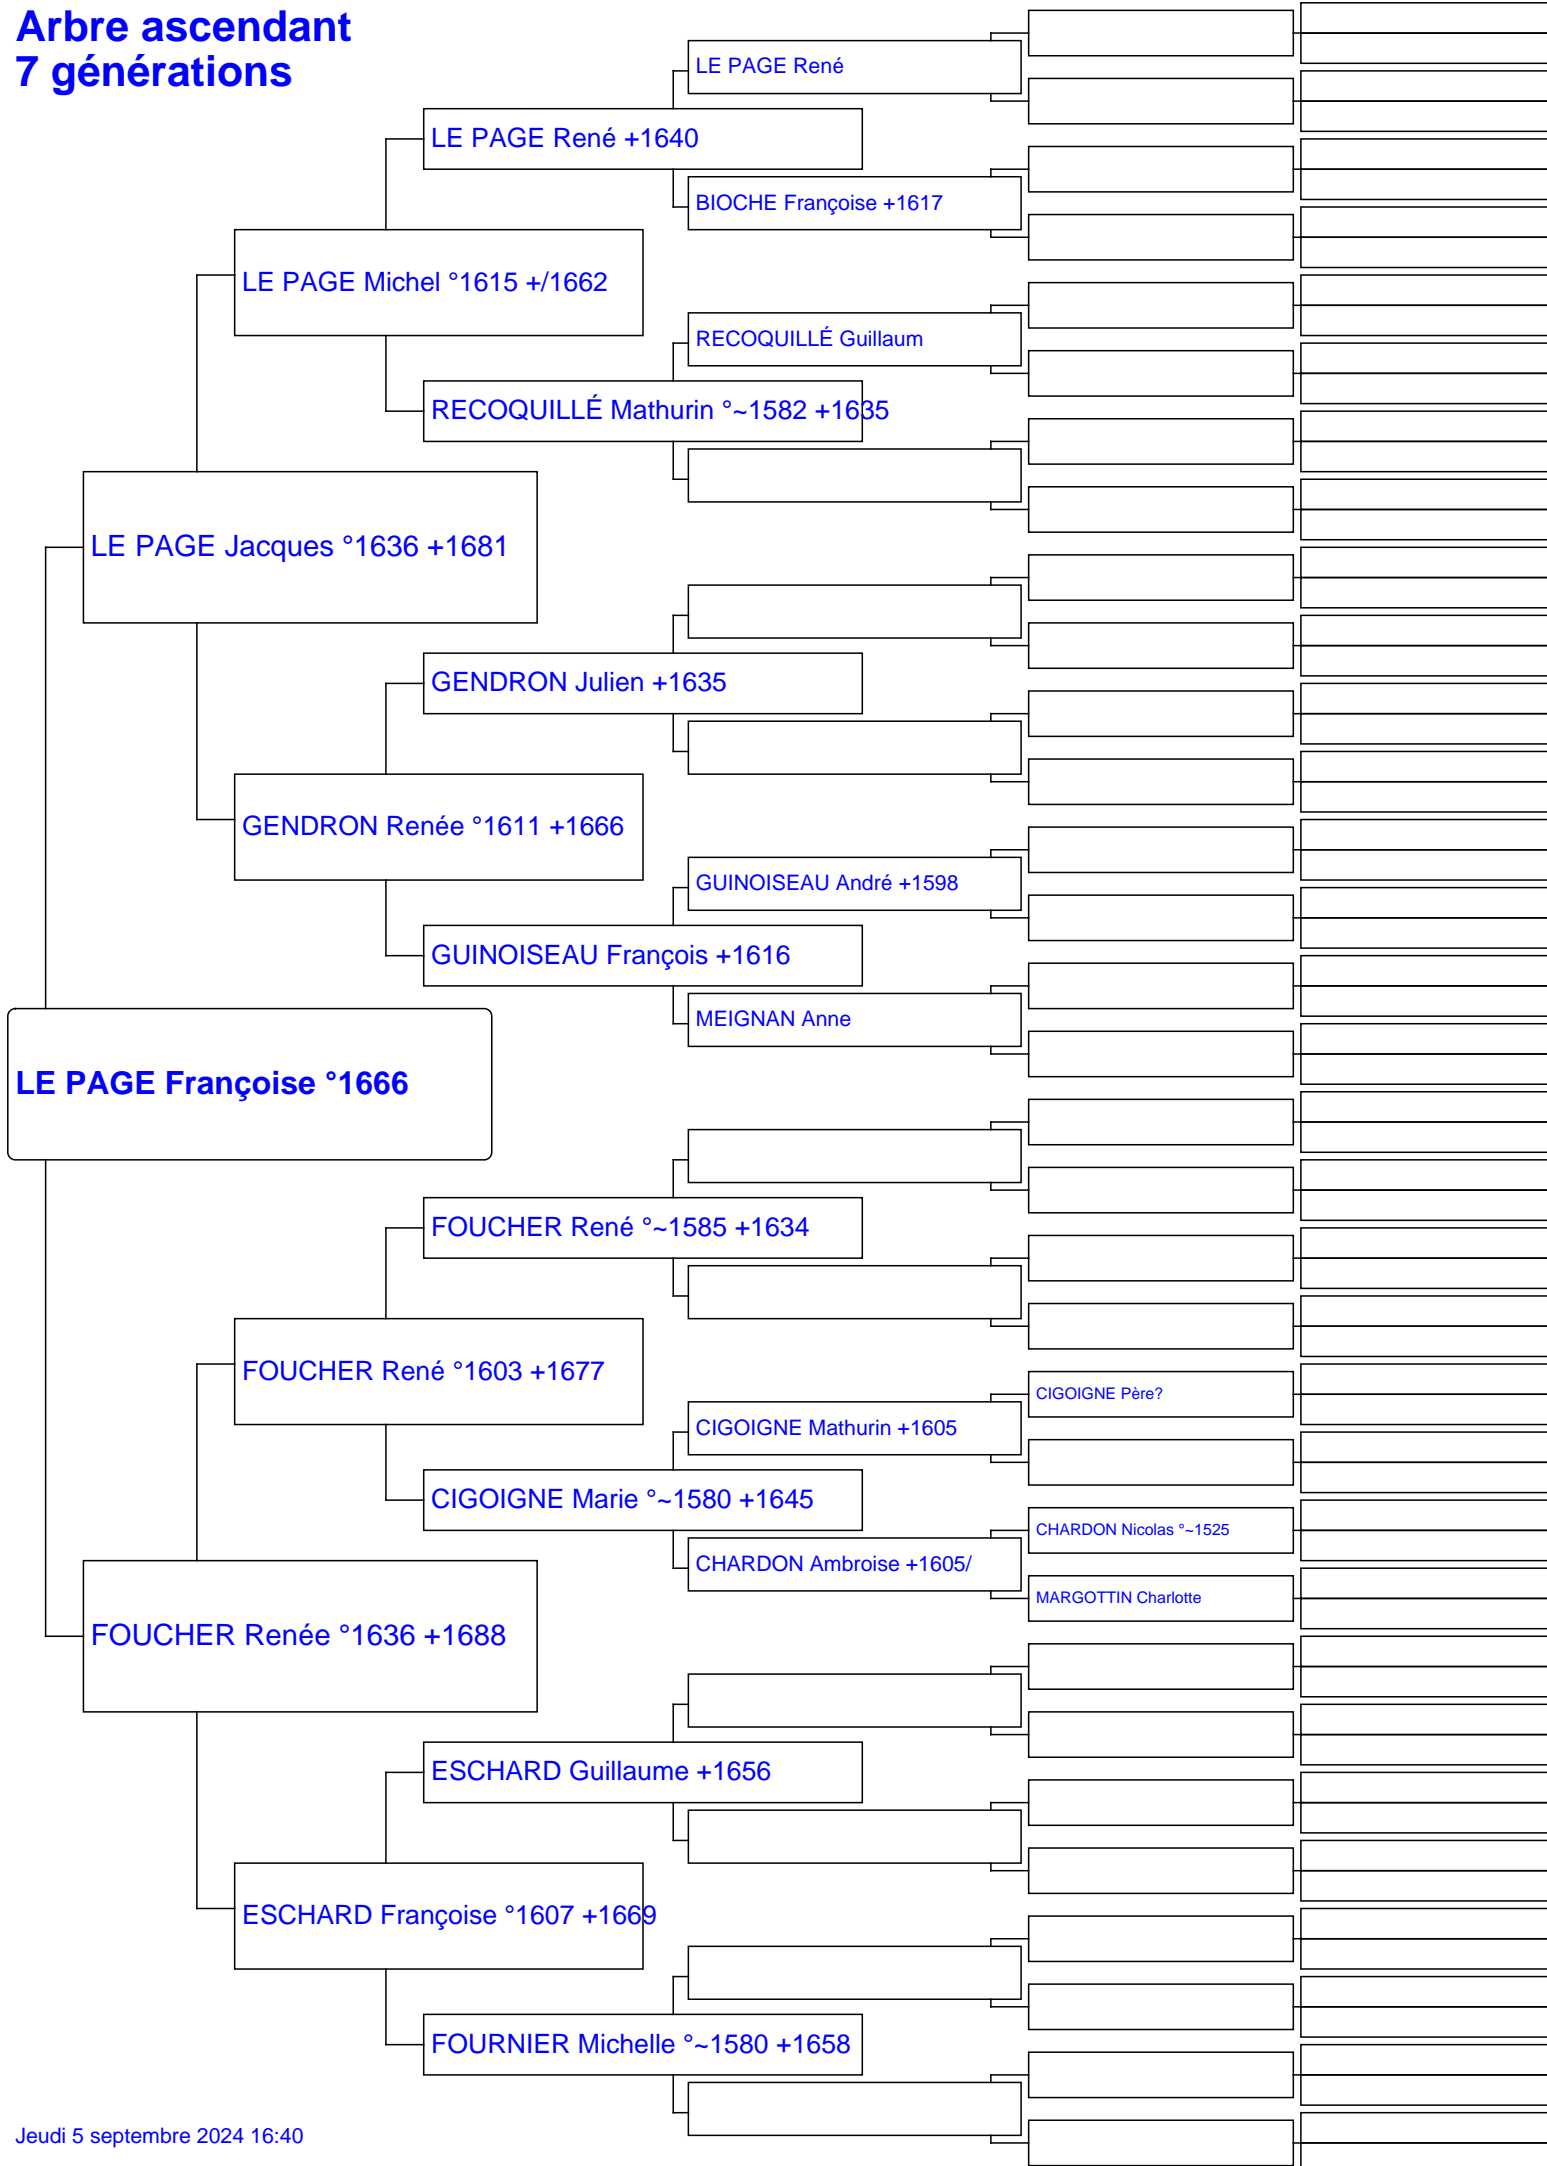 Arbre ascendant
7 générations
LE PAGE René
LE PAGE René +1640
BIOCHE Françoise +1617
LE PAGE Michel °1615 +/1662
RECOQUILLÉ Guillaum
RECOQUILLÉ Mathurin °~1582 +1635
LE PAGE Jacques °1636 +1681
GENDRON Julien +1635
GENDRON Renée °1611 +1666
GUINOISEAU André +1598
GUINOISEAU François +1616
MEIGNAN Anne
LE PAGE Françoise °1666
FOUCHER René °~1585 +1634
FOUCHER René °1603 +1677
CIGOIGNE Père?
CIGOIGNE Mathurin +1605
CIGOIGNE Marie °~1580 +1645
CHARDON Nicolas °~1525
CHARDON Ambroise +1605/
MARGOTTIN Charlotte
FOUCHER Renée °1636 +1688
ESCHARD Guillaume +1656
ESCHARD Françoise °1607 +1669
FOURNIER Michelle °~1580 +1658
Jeudi 5 septembre 2024 16:40